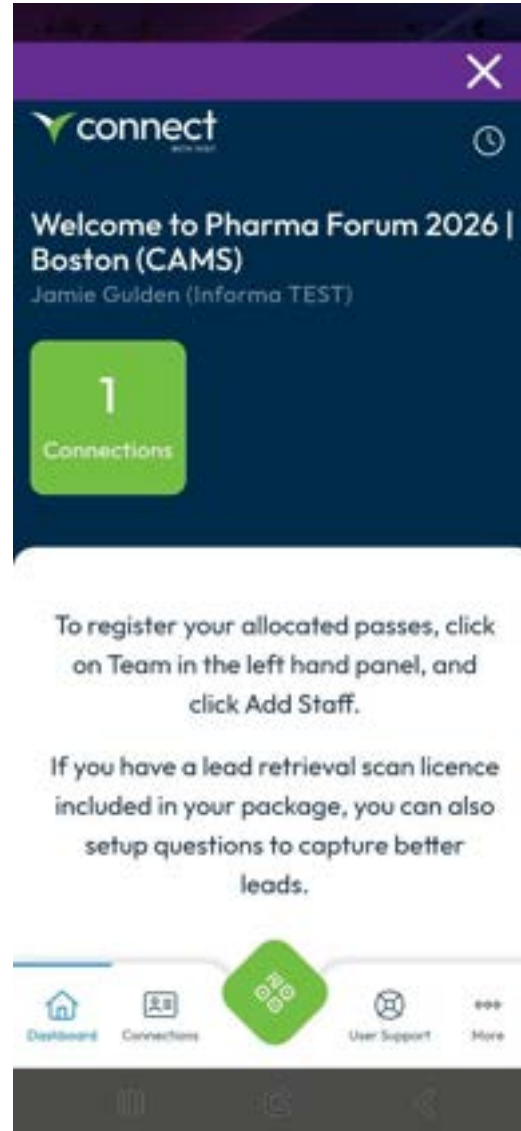 connect
WITH VISIT
Welcome to Pharma Forum 2026 |
Boston (CAMS)
Jamie Gulden (Informa TEST)
1
Connections
To register your allocated passes, click
on Team in the left hand panel, and
click Add Staff.
If you have a lead retrieval scan licence
included in your package, you can also
setup questions to capture better
leads.
Dashboard
Connections
User Support
More